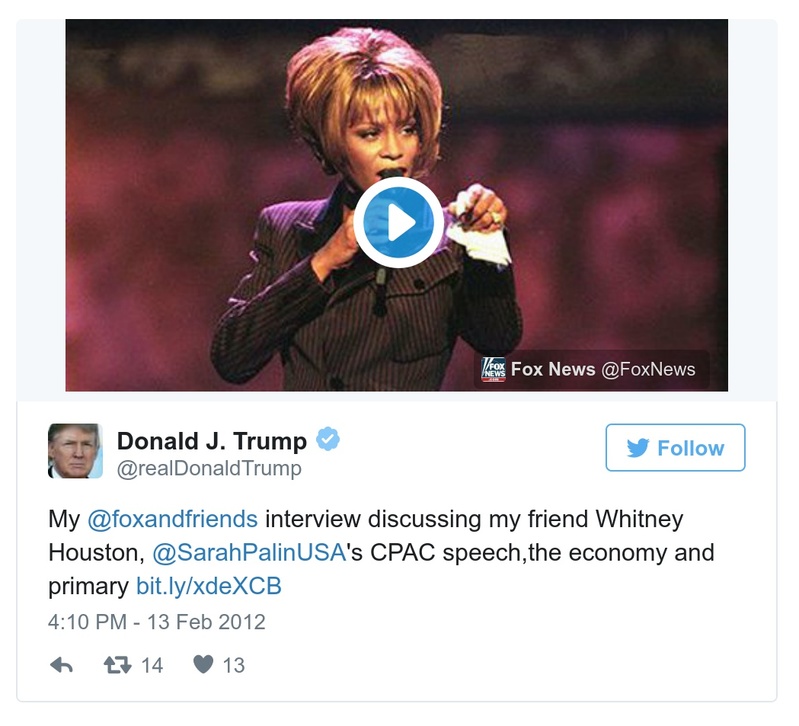 FOX
NEWS
Fox News @FoxNews
Donald J. Trump
@realDonaldTrump
Follow
My @foxandfriends interview discussing my friend Whitney
Houston, @SarahPalinUSA's CPAC speech,the economy and
primary bit.ly/xdeXCB
4:10 PM - 13 Feb 2012
14 13